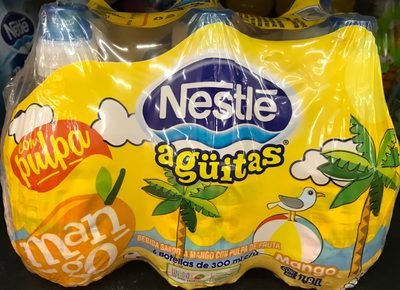 Nestlé
agüitas
con
pulpa
man
go
BEBIDA SABOR A MANGO CON PULPA DE FRUTA
6 Botellas de 300 ml c/u
Mango